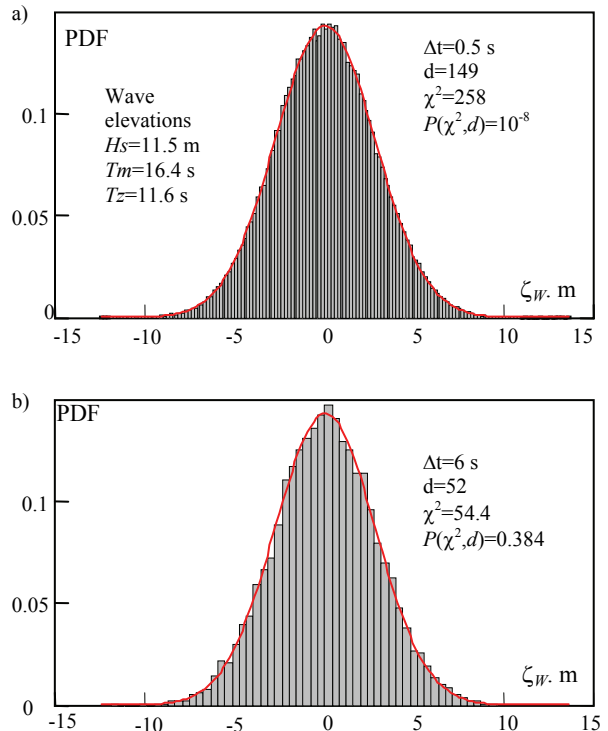 a)
PDF
Δt=0.5 s
d=149
χ²=258
P(χ²,d)=10⁻⁸
Wave
elevations
Hs=11.5 m
Tm=16.4 s
Tz=11.6 s
0.1
0.05
0
ζW. m
-15 -10 -5 0 5 10 15
b)
PDF
Δt=6 s
d=52
χ²=54.4
P(χ²,d)=0.384
0.1
0.05
0
ζW. m
-15 -10 -5 0 5 10 15